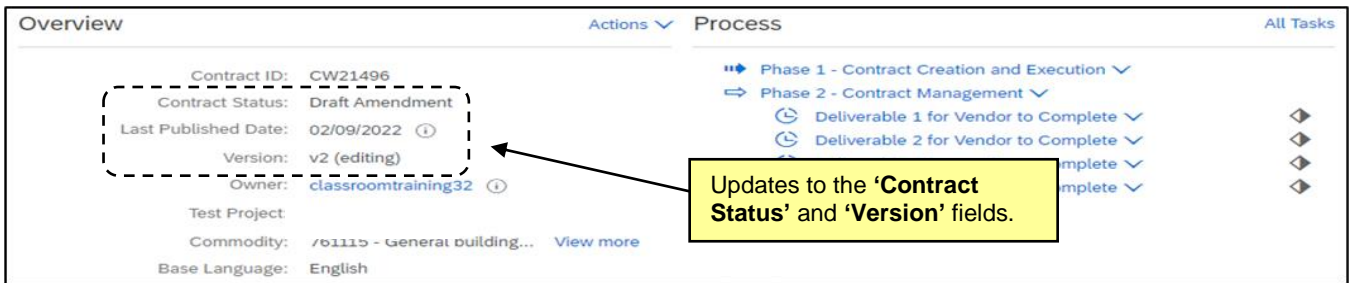 Overview
Actions
Contract ID: CW21496
Contract Status: Draft Amendment
Last Published Date: 02/09/2022
Version: v2 (editing)
Owner: classroomtraining32
Test Project
Commodity: 761115 - General building... View more
Base Language: English
Process
All Tasks
Phase 1 - Contract Creation and Execution
Phase 2 - Contract Management
Deliverable 1 for Vendor to Complete
Deliverable 2 for Vendor to Complete
mplete
mplete
Updates to the ‘Contract
Status’ and ‘Version’ fields.